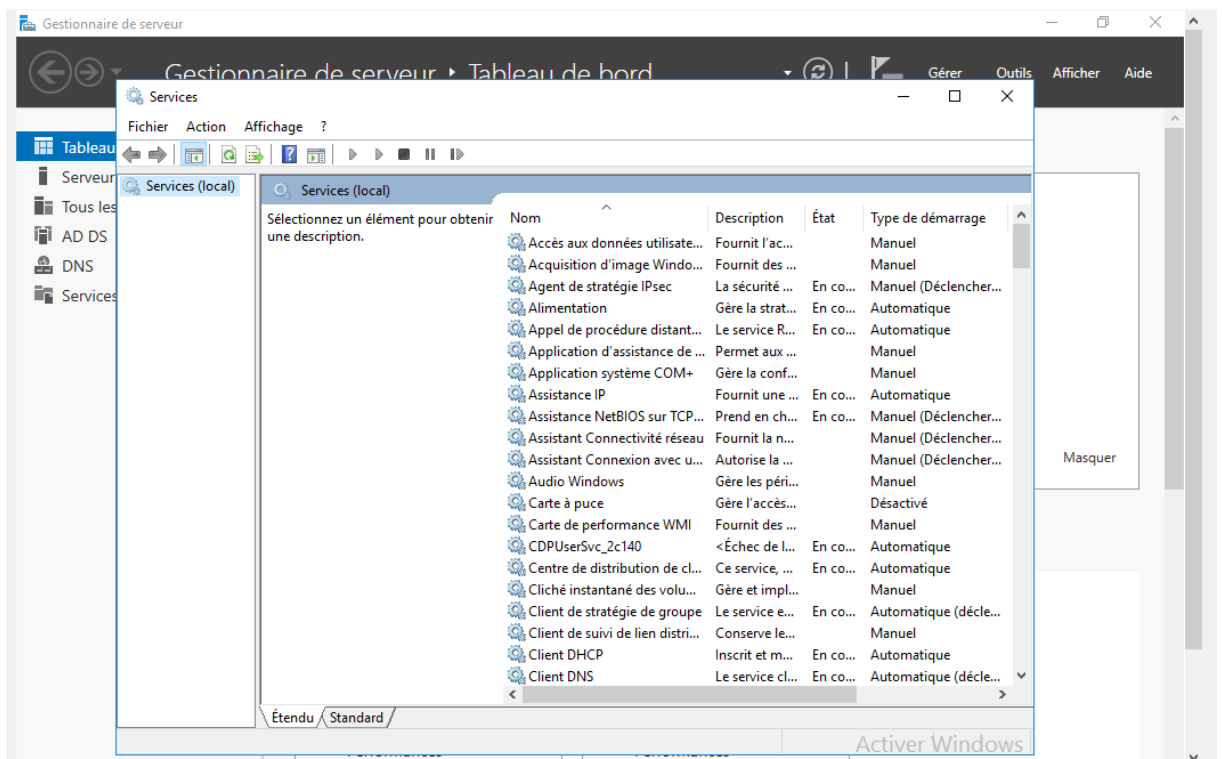 Gestionnaire de serveur
Gestionnaire de serveur • Tableau de bord
Gérer Outils Afficher Aide
Services
Fichier Action Affichage ?
Tableau
Serveur
Tous les
AD DS
DNS
Services
Services (local)
Services (local)
Sélectionnez un élément pour obtenir
une description.
Nom Description État Type de démarrage
Accès aux données utilisate... Fournit l'ac... Manuel
Acquisition d'image Windo... Fournit des ... Manuel
Agent de stratégie IPsec La sécurité ... En co... Manuel (Déclencher...
Alimentation Gère la strat... En co... Automatique
Appel de procédure distant... Le service R... En co... Automatique
Application d'assistance de ... Permet aux ... Manuel
Application système COM+ Gère la conf... Manuel
Assistance IP Fournit une ... En co... Automatique
Assistance NetBIOS sur TCP... Prend en ch... En co... Manuel (Déclencher...
Assistant Connectivité réseau Fournit la n... Manuel (Déclencher...
Assistant Connexion avec u... Autorise la ... Manuel (Déclencher...
Audio Windows Gère les péri... Manuel
Carte à puce Gère l'accès... Désactivé
Carte de performance WMI Fournit des ... Manuel
CDPUserSvc_2c140 <Échec de l... En co... Automatique
Centre de distribution de cl... Ce service, ... En co... Automatique
Cliché instantané des volu... Gère et impl... Manuel
Client de stratégie de groupe Le service e... En co... Automatique (décle...
Client de suivi de lien distri... Conserve le... Manuel
Client DHCP Inscrit et m... En co... Automatique
Client DNS Le service cl... En co... Automatique (décle...
Masquer
Étendu Standard
Activer Windows